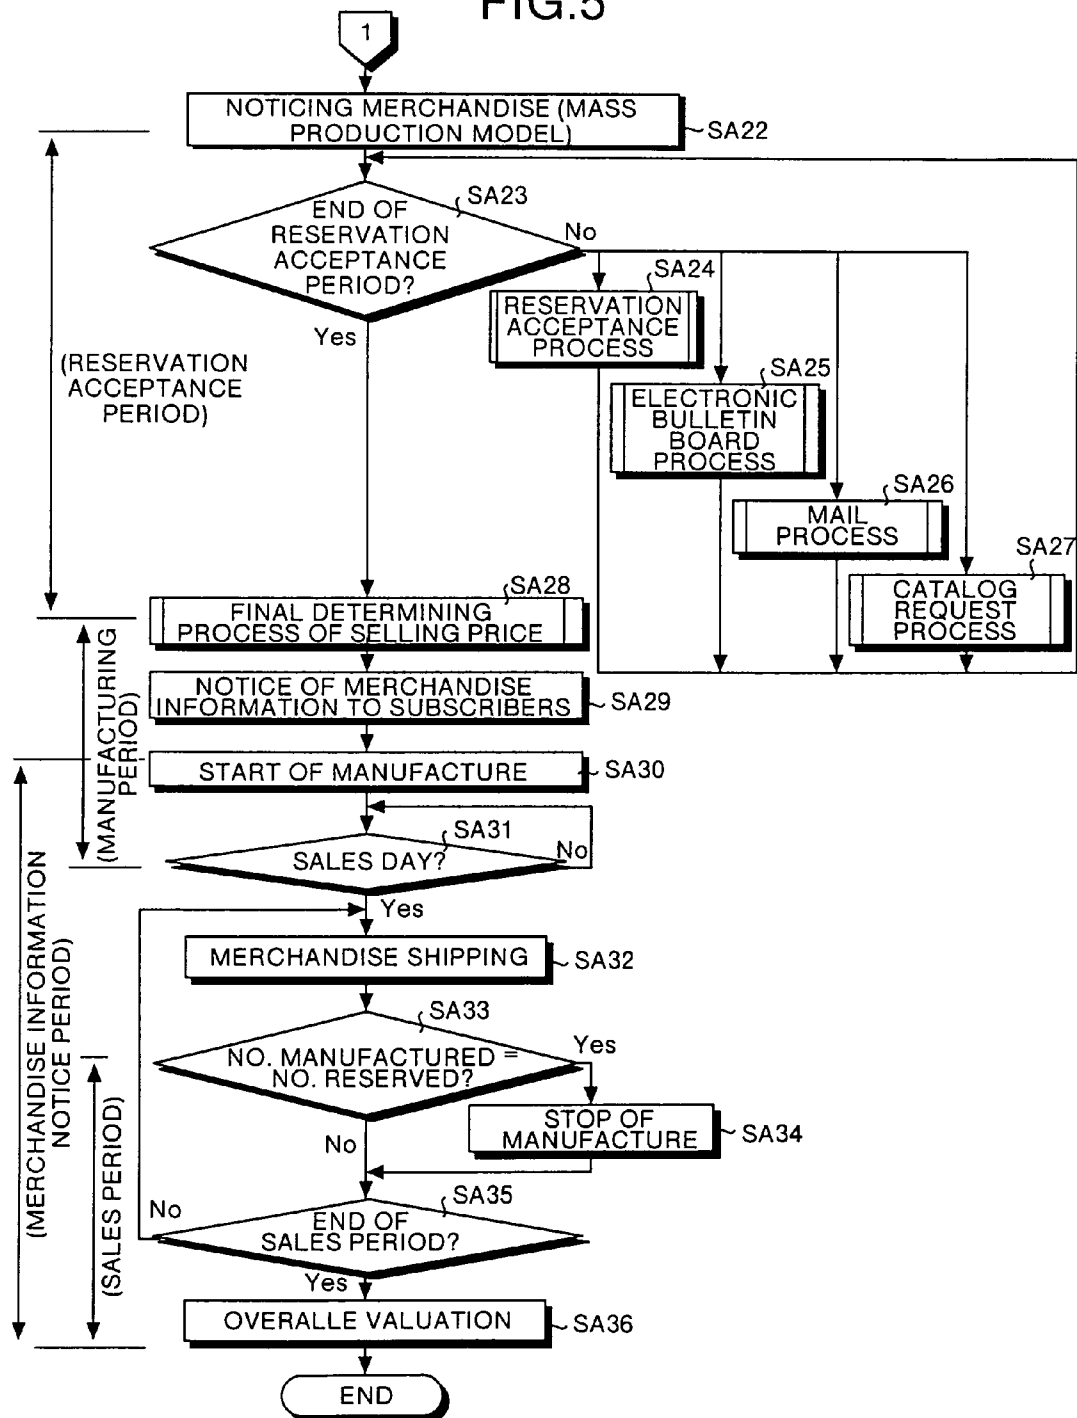 FIG.5
1
NOTICING MERCHANDISE (MASS
PRODUCTION MODEL)
SA22
SA23
END OF
RESERVATION
ACCEPTANCE
PERIOD?
No
Yes
SA24
RESERVATION
ACCEPTANCE
PROCESS
(RESERVATION
ACCEPTANCE
PERIOD)
SA25
ELECTRONIC
BULLETIN
BOARD
PROCESS
SA26
MAIL
PROCESS
SA27
CATALOG
REQUEST
PROCESS
SA28
FINAL DETERMINING
PROCESS OF SELLING PRICE
(MANUFACTURING
PERIOD)
NOTICE OF MERCHANDISE
INFORMATION TO SUBSCRIBERS
SA29
START OF MANUFACTURE
SA30
SA31
SALES DAY?
No
Yes
(MERCHANDISE INFORMATION
NOTICE PERIOD)
MERCHANDISE SHIPPING
SA32
SA33
NO. MANUFACTURED =
NO. RESERVED?
Yes
No
STOP OF
MANUFACTURE
SA34
(SALES PERIOD)
SA35
END OF
SALES PERIOD?
No
Yes
OVERALLE VALUATION
SA36
END